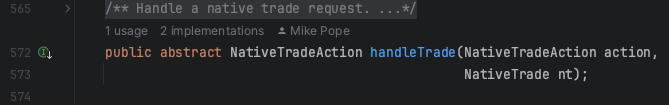 565 /** Handle a native trade request. ...*/
1 usage 2 implementations Mike Pope
572 public abstract NativeTradeAction handleTrade(NativeTradeAction action,
573 NativeTrade nt);
574